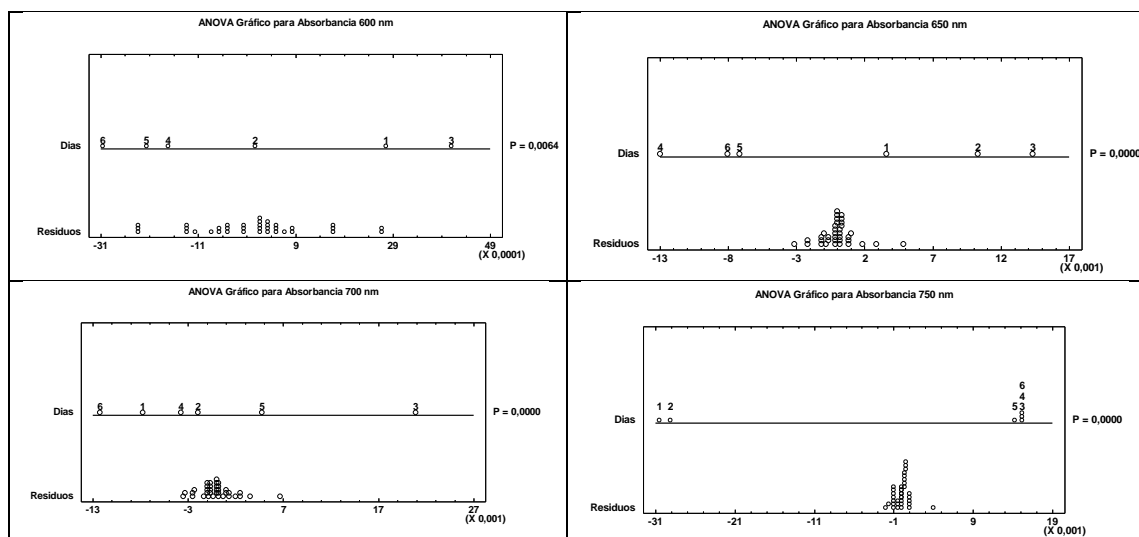 ANOVA Gráfico para Absorbancia 600 nm
6 5 4 2 1 3
Dias P = 0,0064
Residuos
-31 -11 9 29 49
(X 0,0001)
ANOVA Gráfico para Absorbancia 650 nm
4 6 5 1 2 3
Dias P = 0,0000
Residuos
-13 -8 -3 2 7 12 17
(X 0,001)
ANOVA Gráfico para Absorbancia 700 nm
6 1 4 2 5 3
Dias P = 0,0000
Residuos
-13 -3 7 17 27
(X 0,001)
ANOVA Gráfico para Absorbancia 750 nm
6
4
1 2 5 3
Dias P = 0,0000
Residuos
-31 -21 -11 -1 9 19
(X 0,001)